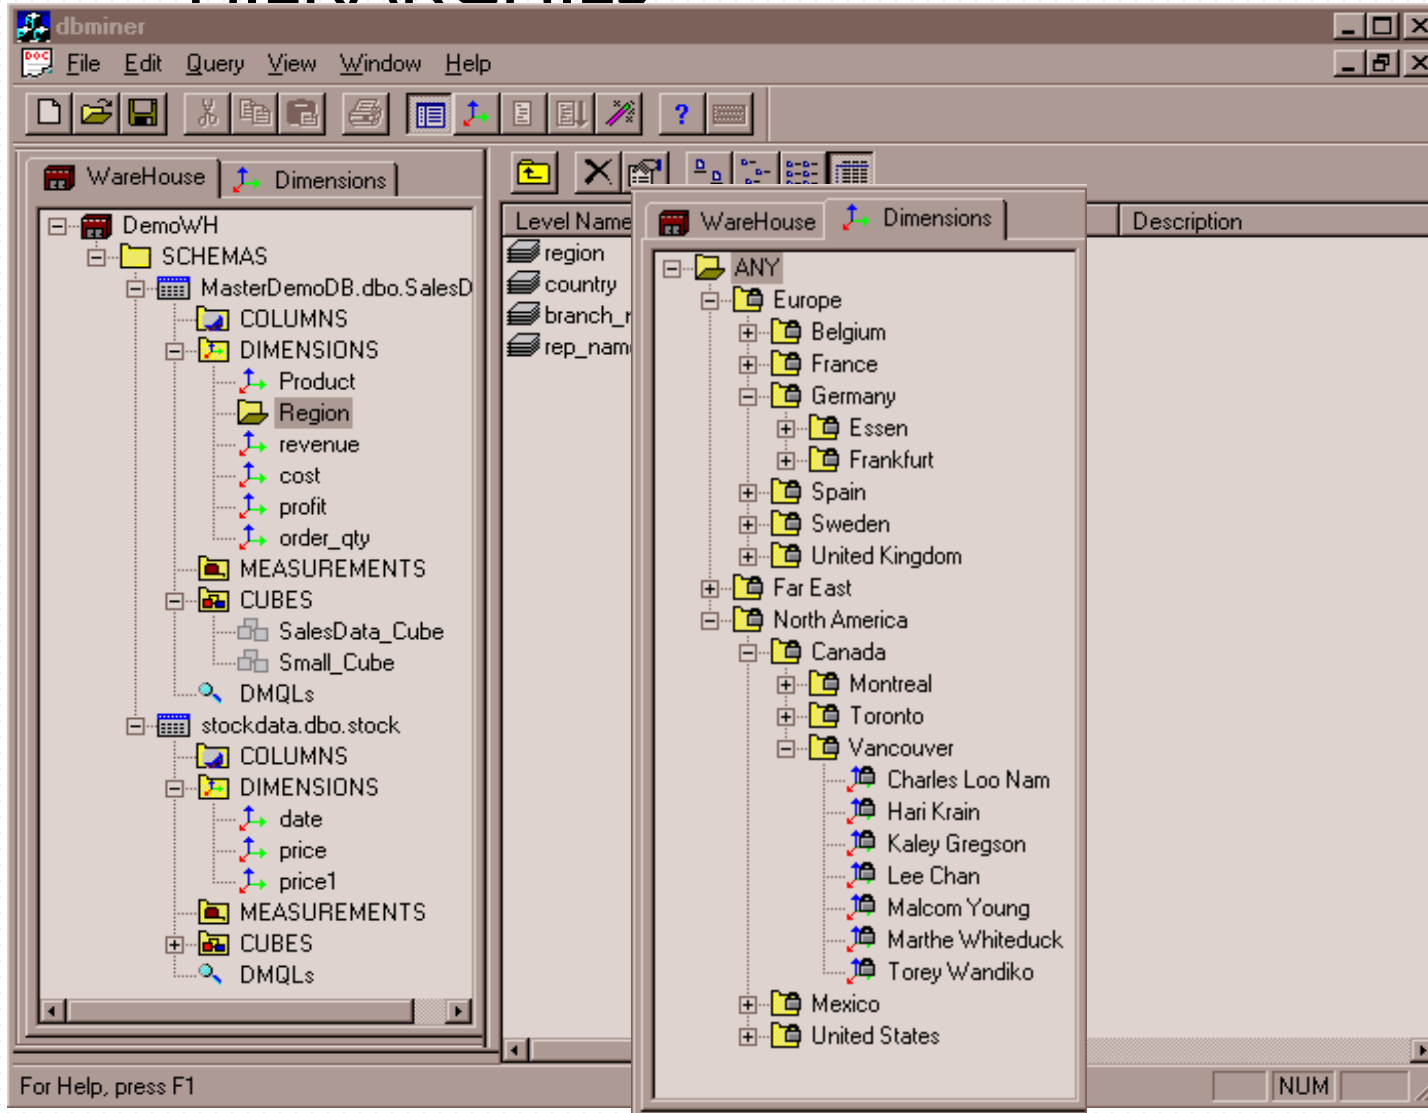 HIERARCHIES
dbminer
File Edit Query View Window Help
WareHouse Dimensions
DemoWH
SCHEMAS
MasterDemoDB.dbo.SalesD
COLUMNS
DIMENSIONS
Product
Region
revenue
cost
profit
order_qty
MEASUREMENTS
CUBES
SalesData_Cube
Small_Cube
DMQLs
stockdata.dbo.stock
COLUMNS
DIMENSIONS
date
price
price1
MEASUREMENTS
CUBES
DMQLs
Level Name Description
region
country
branch_
rep_nam
WareHouse Dimensions
ANY
Europe
Belgium
France
Germany
Essen
Frankfurt
Spain
Sweden
United Kingdom
Far East
North America
Canada
Montreal
Toronto
Vancouver
Charles Loo Nam
Hari Krain
Kaley Gregson
Lee Chan
Malcom Young
Marthe Whiteduck
Torey Wandiko
Mexico
United States
For Help, press F1 NUM